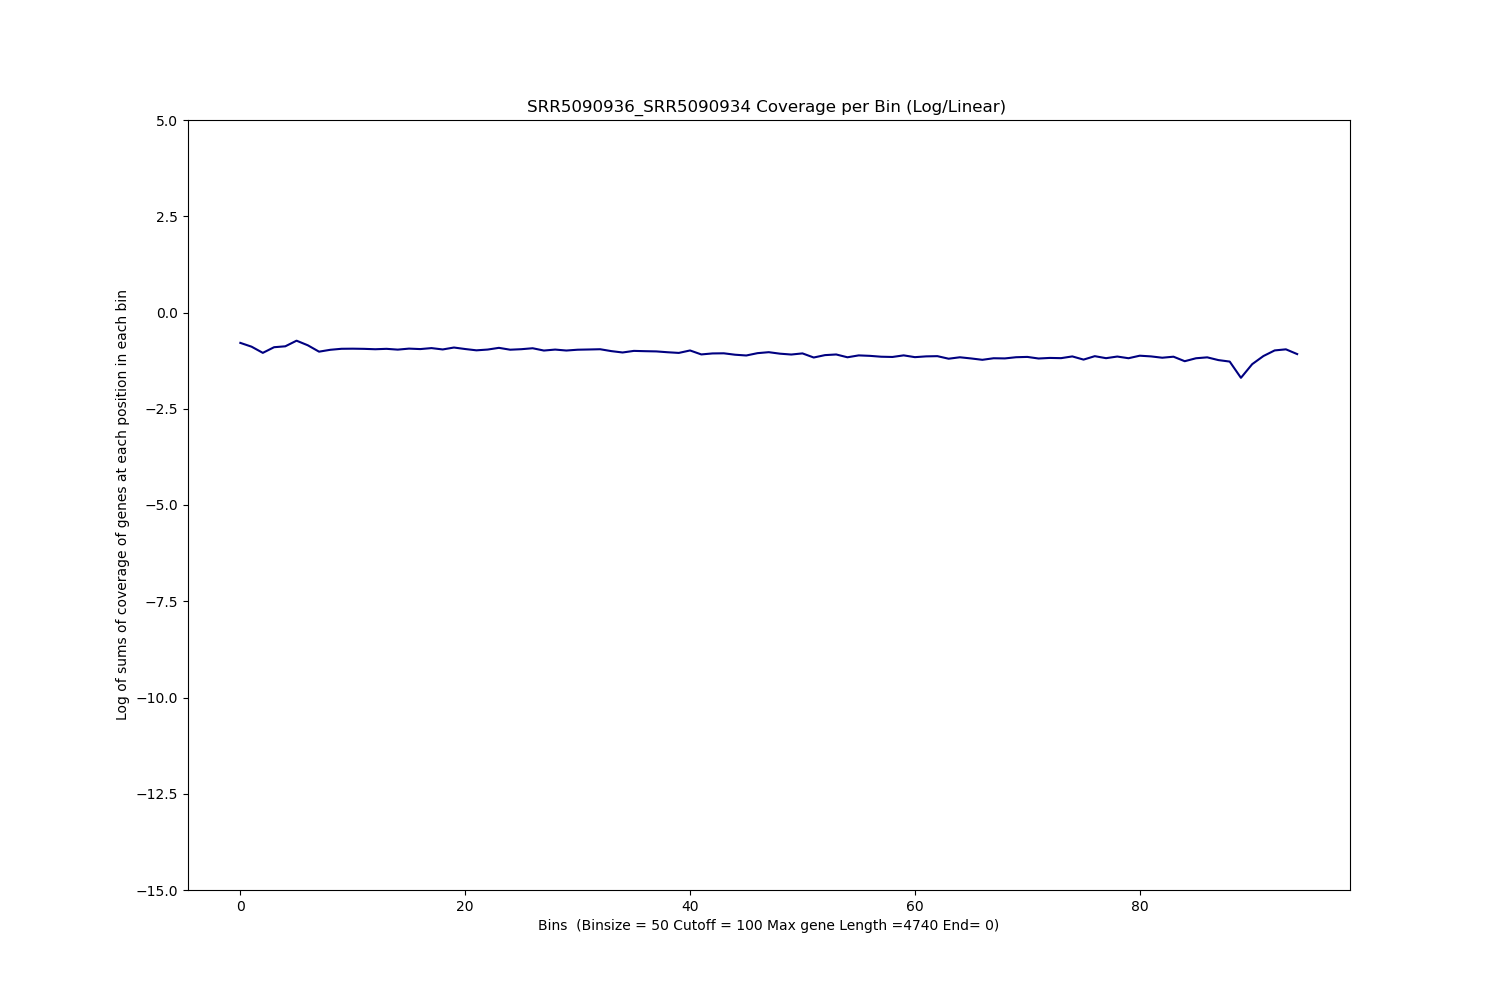 SRR5090936_SRR5090934 Coverage per Bin (Log/Linear)
5.0
2.5
0.0
−2.5
−5.0
−7.5
−10.0
−12.5
−15.0
Log of sums of coverage of genes at each position in each bin
0 20 40 60 80
Bins  (Binsize = 50 Cutoff = 100 Max gene Length =4740 End= 0)